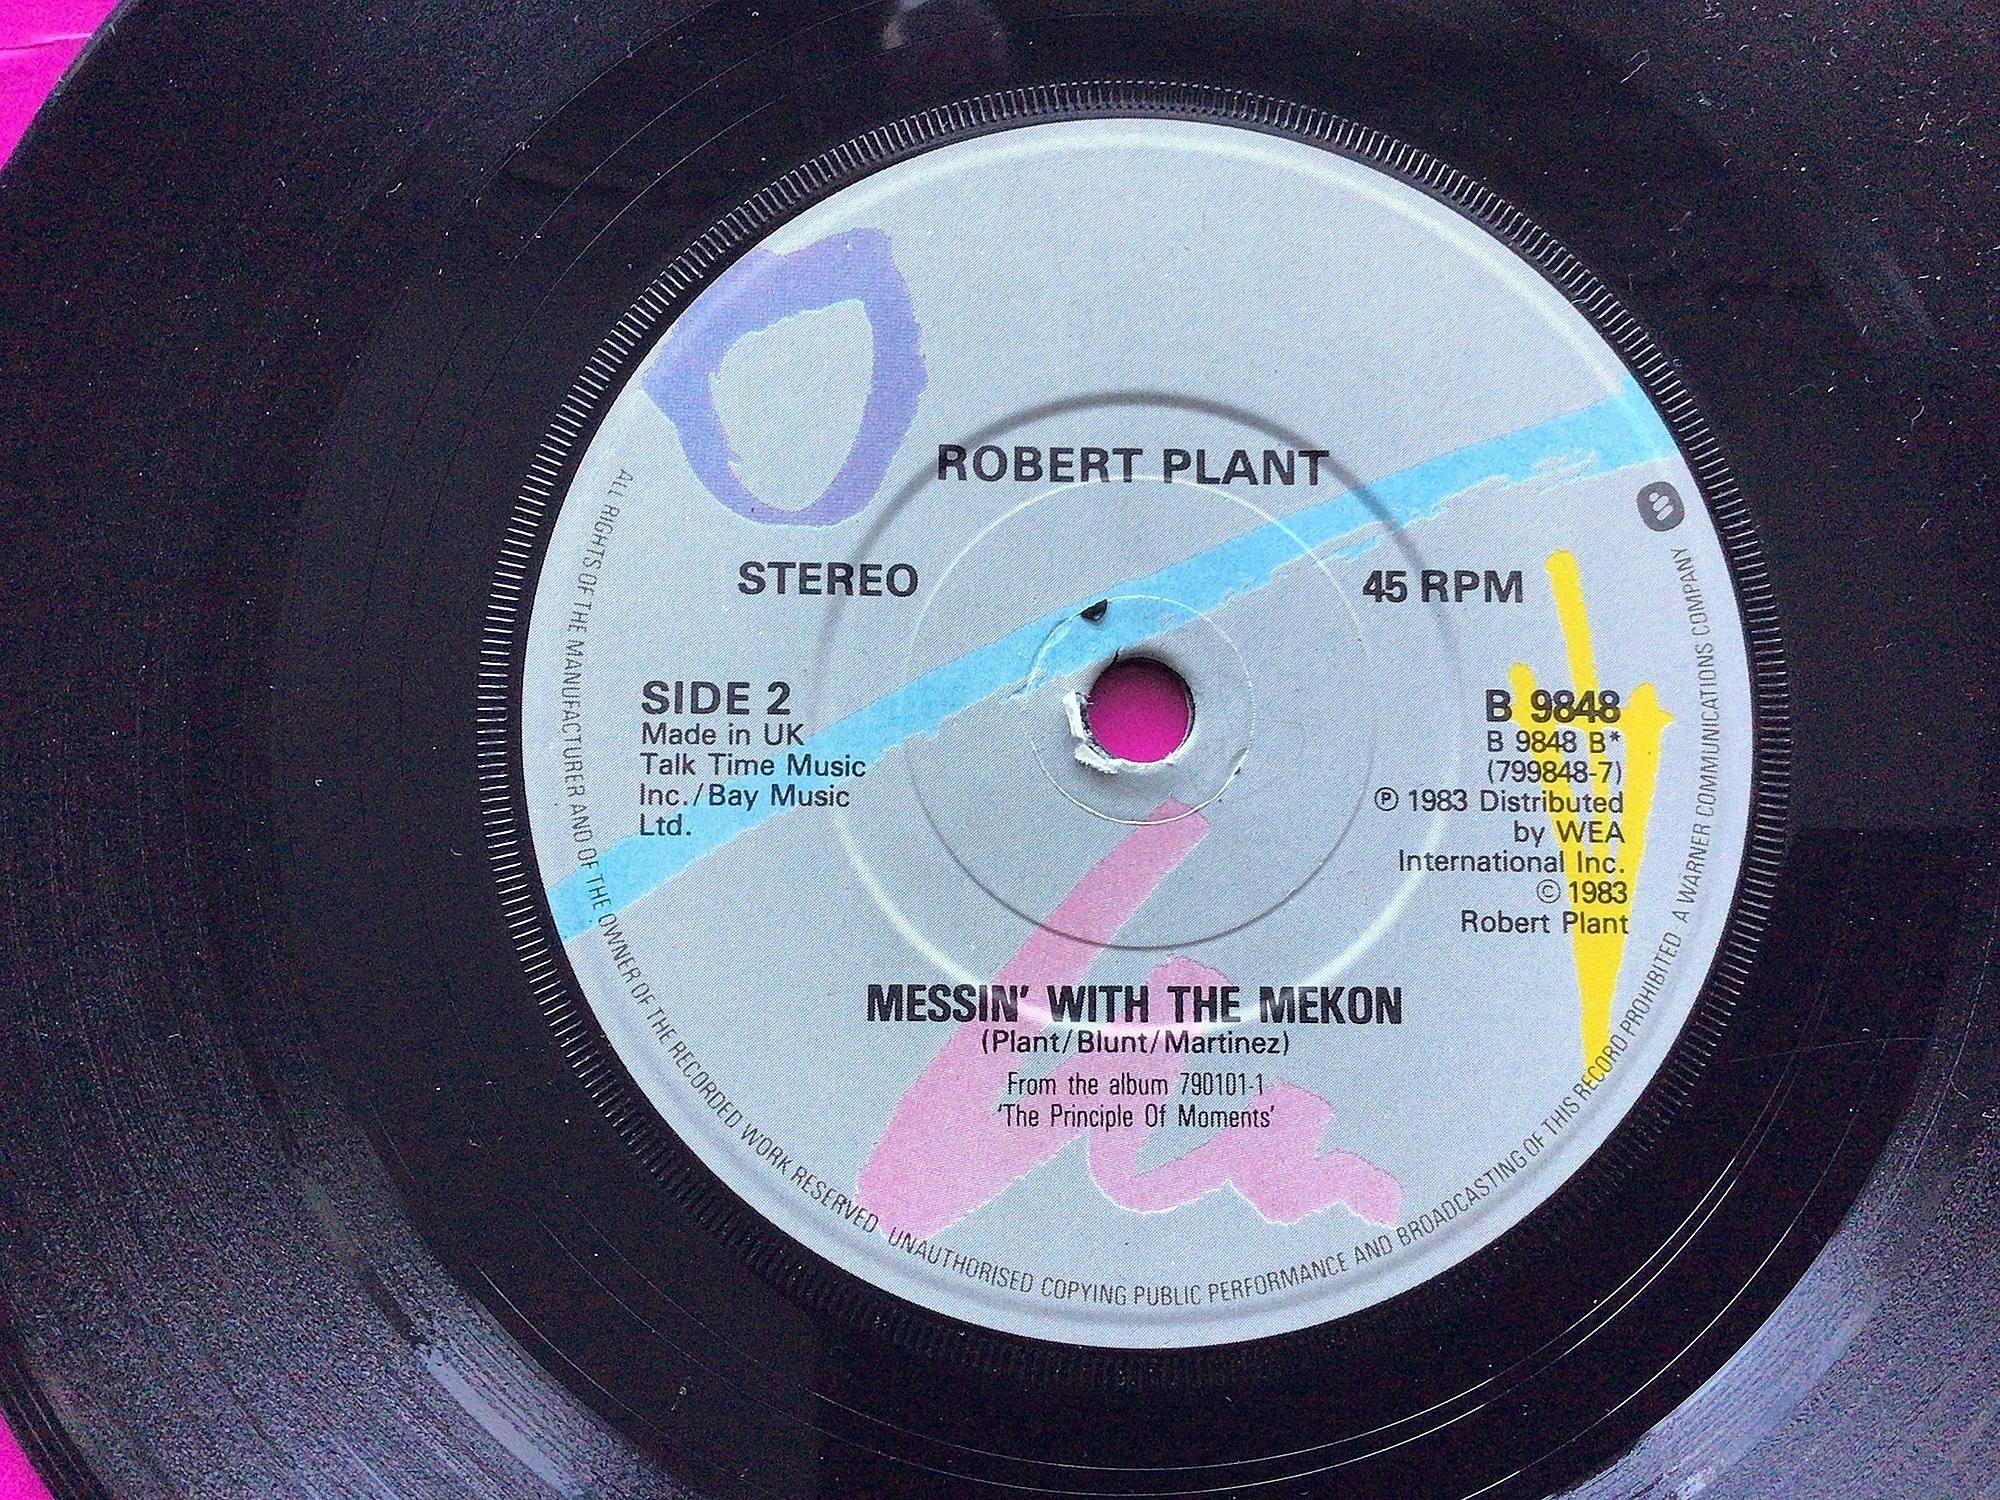 ROBERT PLANT
STEREO
45 RPM
SIDE 2
Made in UK
Talk Time Music
Inc./Bay Music
Ltd.
B 9848
B 9848 B*
(799848-7)
℗ 1983 Distributed
by WEA
International Inc.
© 1983
Robert Plant
MESSIN' WITH THE MEKON
(Plant/Blunt/Martinez)
From the album 790101-1
'The Principle Of Moments'
ALL RIGHTS OF THE MANUFACTURER AND OF THE OWNER OF THE RECORDED WORK RESERVED UNAUTHORISED COPYING PUBLIC PERFORMANCE AND BROADCASTING OF THIS RECORD PROHIBITED A WARNER COMMUNICATIONS COMPANY